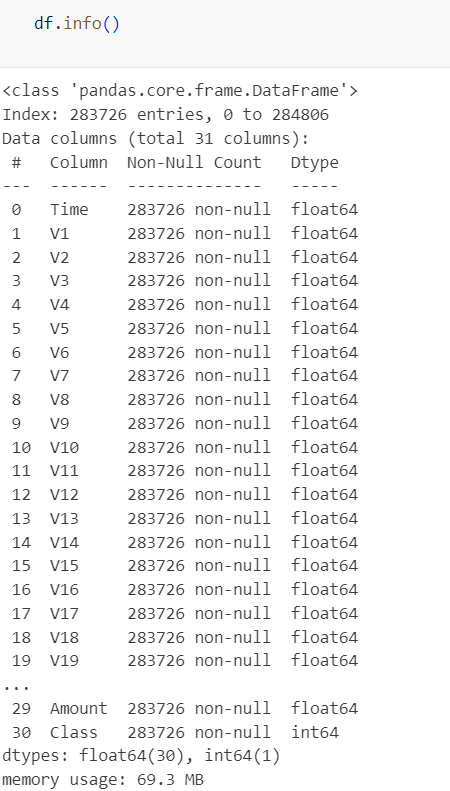 df.info()
<class 'pandas.core.frame.DataFrame'>
Index: 283726 entries, 0 to 284806
Data columns (total 31 columns):
 #   Column  Non-Null Count   Dtype
---  ------  --------------   -----
 0   Time    283726 non-null  float64
 1   V1      283726 non-null  float64
 2   V2      283726 non-null  float64
 3   V3      283726 non-null  float64
 4   V4      283726 non-null  float64
 5   V5      283726 non-null  float64
 6   V6      283726 non-null  float64
 7   V7      283726 non-null  float64
 8   V8      283726 non-null  float64
 9   V9      283726 non-null  float64
 10  V10     283726 non-null  float64
 11  V11     283726 non-null  float64
 12  V12     283726 non-null  float64
 13  V13     283726 non-null  float64
 14  V14     283726 non-null  float64
 15  V15     283726 non-null  float64
 16  V16     283726 non-null  float64
 17  V17     283726 non-null  float64
 18  V18     283726 non-null  float64
 19  V19     283726 non-null  float64
...
 29  Amount  283726 non-null  float64
 30  Class   283726 non-null  int64
dtypes: float64(30), int64(1)
memory usage: 69.3 MB